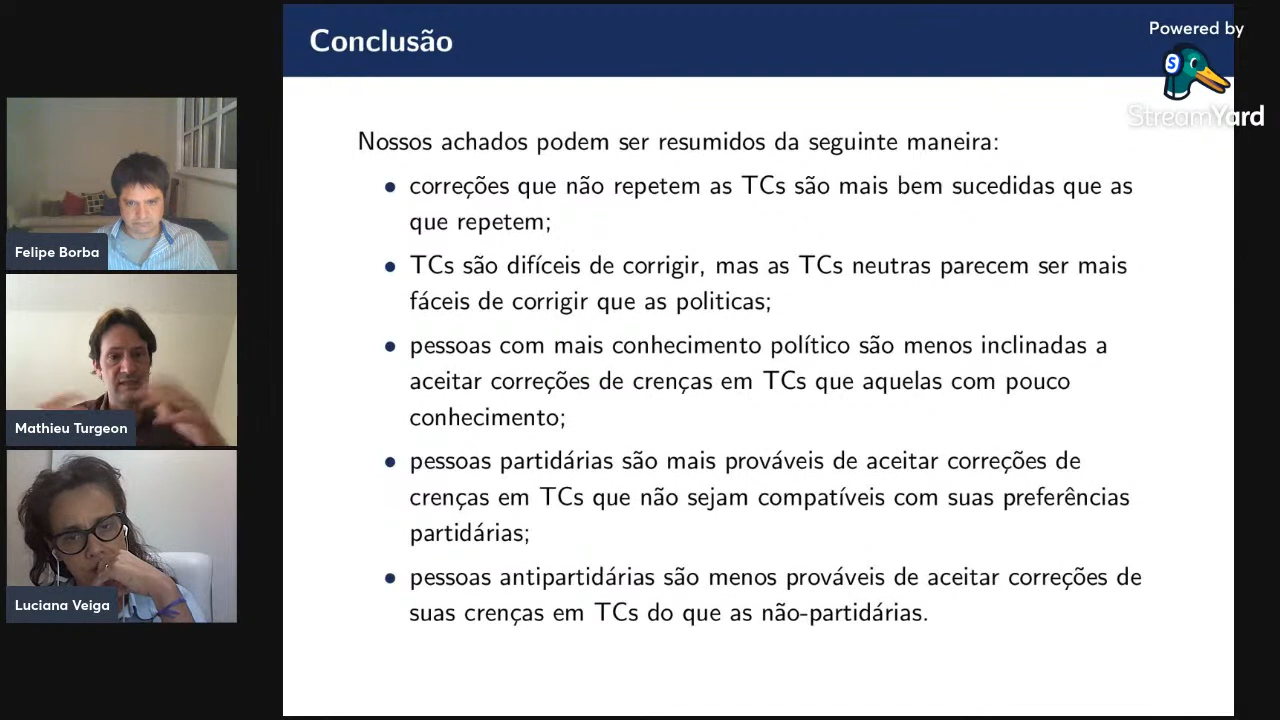 Conclusão
Powered by
S
StreamYard
Nossos achados podem ser resumidos da seguinte maneira:
• correções que não repetem as TCs são mais bem sucedidas que as
que repetem;
• TCs são difíceis de corrigir, mas as TCs neutras parecem ser mais
fáceis de corrigir que as politicas;
• pessoas com mais conhecimento político são menos inclinadas a
aceitar correções de crenças em TCs que aquelas com pouco
conhecimento;
• pessoas partidárias são mais prováveis de aceitar correções de
crenças em TCs que não sejam compatíveis com suas preferências
partidárias;
• pessoas antipartidárias são menos prováveis de aceitar correções de
suas crenças em TCs do que as não-partidárias.
Felipe Borba
Mathieu Turgeon
Luciana Veiga